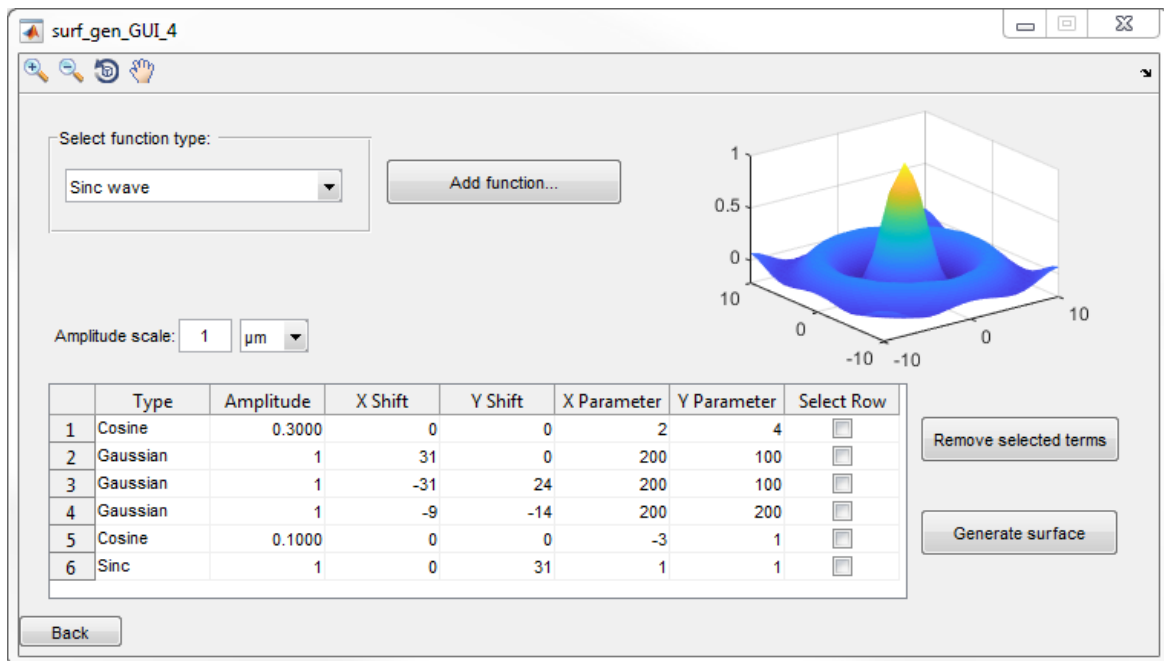 surf_gen_GUI_4
Select function type:
Sinc wave
Add function...
1
0.5
0
10
0
-10
-10
0
10
Amplitude scale: 1 µm
Type Amplitude X Shift Y Shift X Parameter Y Parameter Select Row
1 Cosine 0.3000 0 0 2 4
2 Gaussian 1 31 0 200 100
3 Gaussian 1 -31 24 200 100
4 Gaussian 1 -9 -14 200 200
5 Cosine 0.1000 0 0 -3 1
6 Sinc 1 0 31 1 1
Remove selected terms
Generate surface
Back